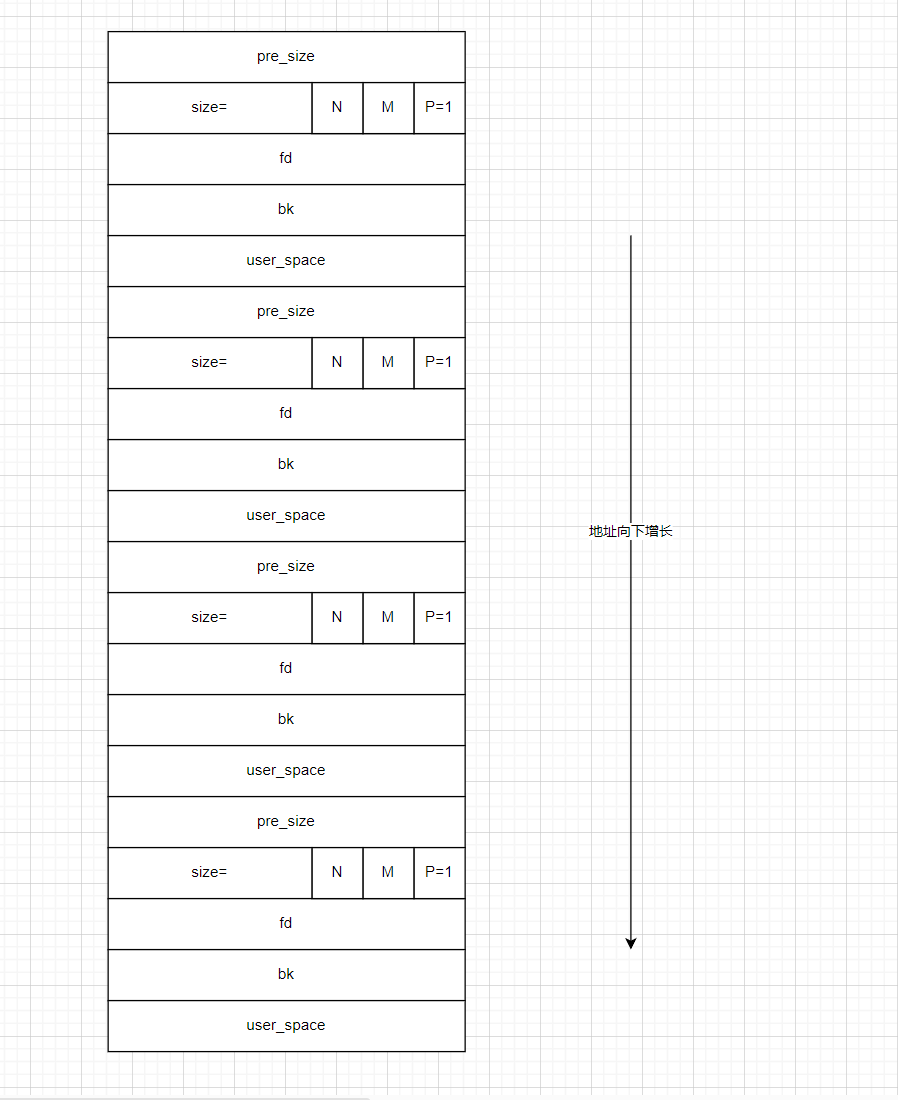 pre_size
size= N M P=1
fd
bk
user_space
pre_size
size= N M P=1
fd
bk
user_space
地址向下增长
pre_size
size= N M P=1
fd
bk
user_space
pre_size
size= N M P=1
fd
bk
user_space